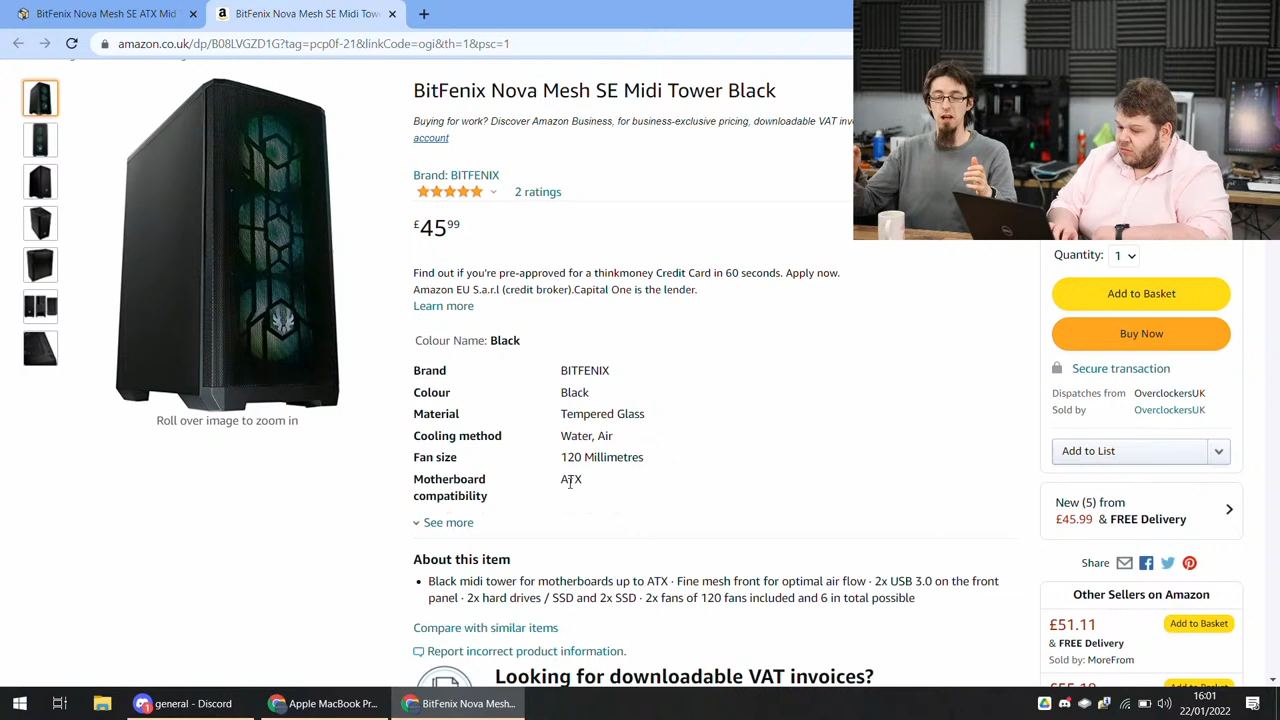 BitFenix Nova Mesh SE ATX Mid
BitFenix Nova Mesh SE Midi Tow
amazon.co.uk/dp/B08LVGZD1G?tag=pcp0f-21&linkCode=ogi&th=1&psc=1
BitFenix Nova Mesh SE Midi Tower Black
Buying for work? Discover Amazon Business, for business-exclusive pricing, downloadable VAT invo
account
Brand: BITFENIX
2 ratings
£45 99
Find out if you're pre-approved for a thinkmoney Credit Card in 60 seconds. Apply now.
Amazon EU S.a.r.l (credit broker).Capital One is the lender.
Learn more
Colour Name: Black
Brand BITFENIX
Colour Black
Material Tempered Glass
Cooling method Water, Air
Fan size 120 Millimetres
Motherboard compatibility ATX
See more
About this item
• Black midi tower for motherboards up to ATX · Fine mesh front for optimal air flow · 2x USB 3.0 on the front
panel · 2x hard drives / SSD and 2x SSD · 2x fans of 120 fans included and 6 in total possible
Compare with similar items
Report incorrect product information.
Looking for downloadable VAT invoices?
Roll over image to zoom in
Quantity: 1
Add to Basket
Buy Now
Secure transaction
Dispatches from OverclockersUK
Sold by OverclockersUK
Add to List
New (5) from
£45.99 & FREE Delivery
Share
Other Sellers on Amazon
£51.11
Add to Basket
& FREE Delivery
Sold by: MoreFrom
general - Discord
Apple MacBook Pr...
BitFenix Nova Mesh...
16:01
22/01/2022